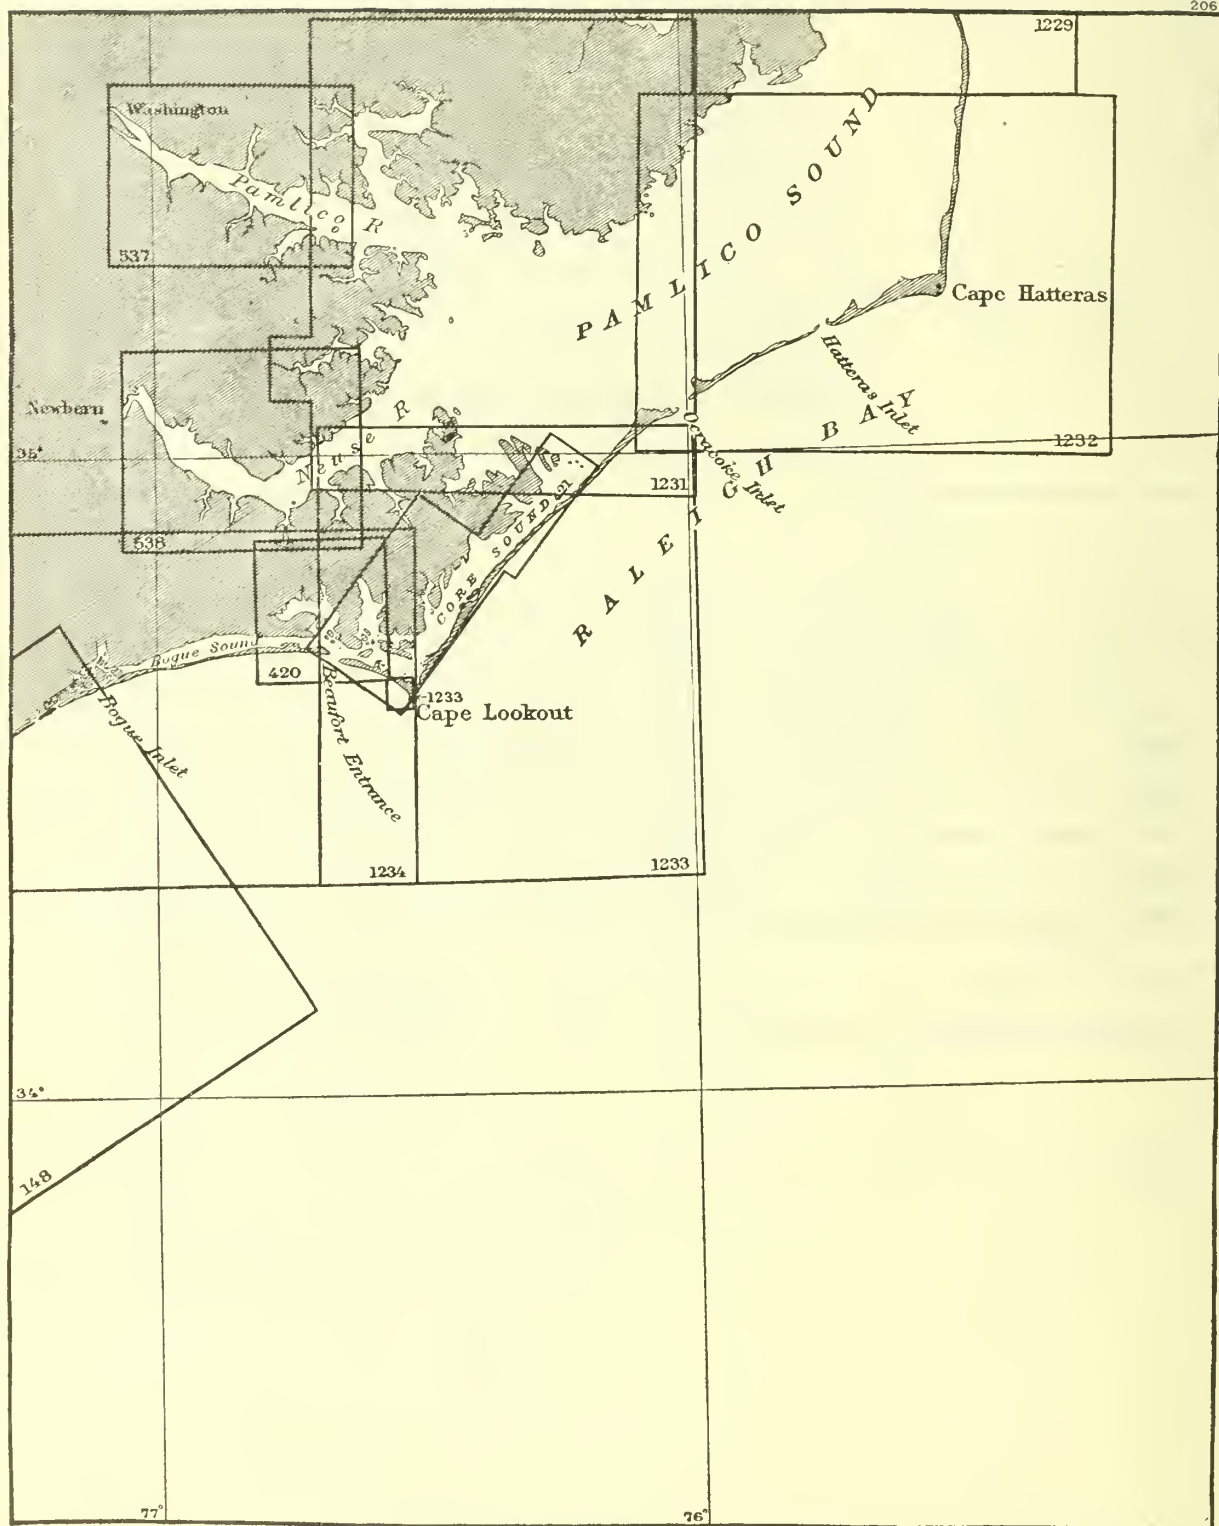 206
1229
Washington
Pamlico R
537
PAMLICO SOUND
Cape Hatteras
Hatteras Inlet
Newbern
Neuse R
35°
Ocracoke Inlet
RALEIGH BAY
1232
1231
CORE SOUND
421
538
Bogue Sound
420
1233
Cape Lookout
Beaufort Entrance
Bogue Inlet
1234
1233
34°
148
77°
76°